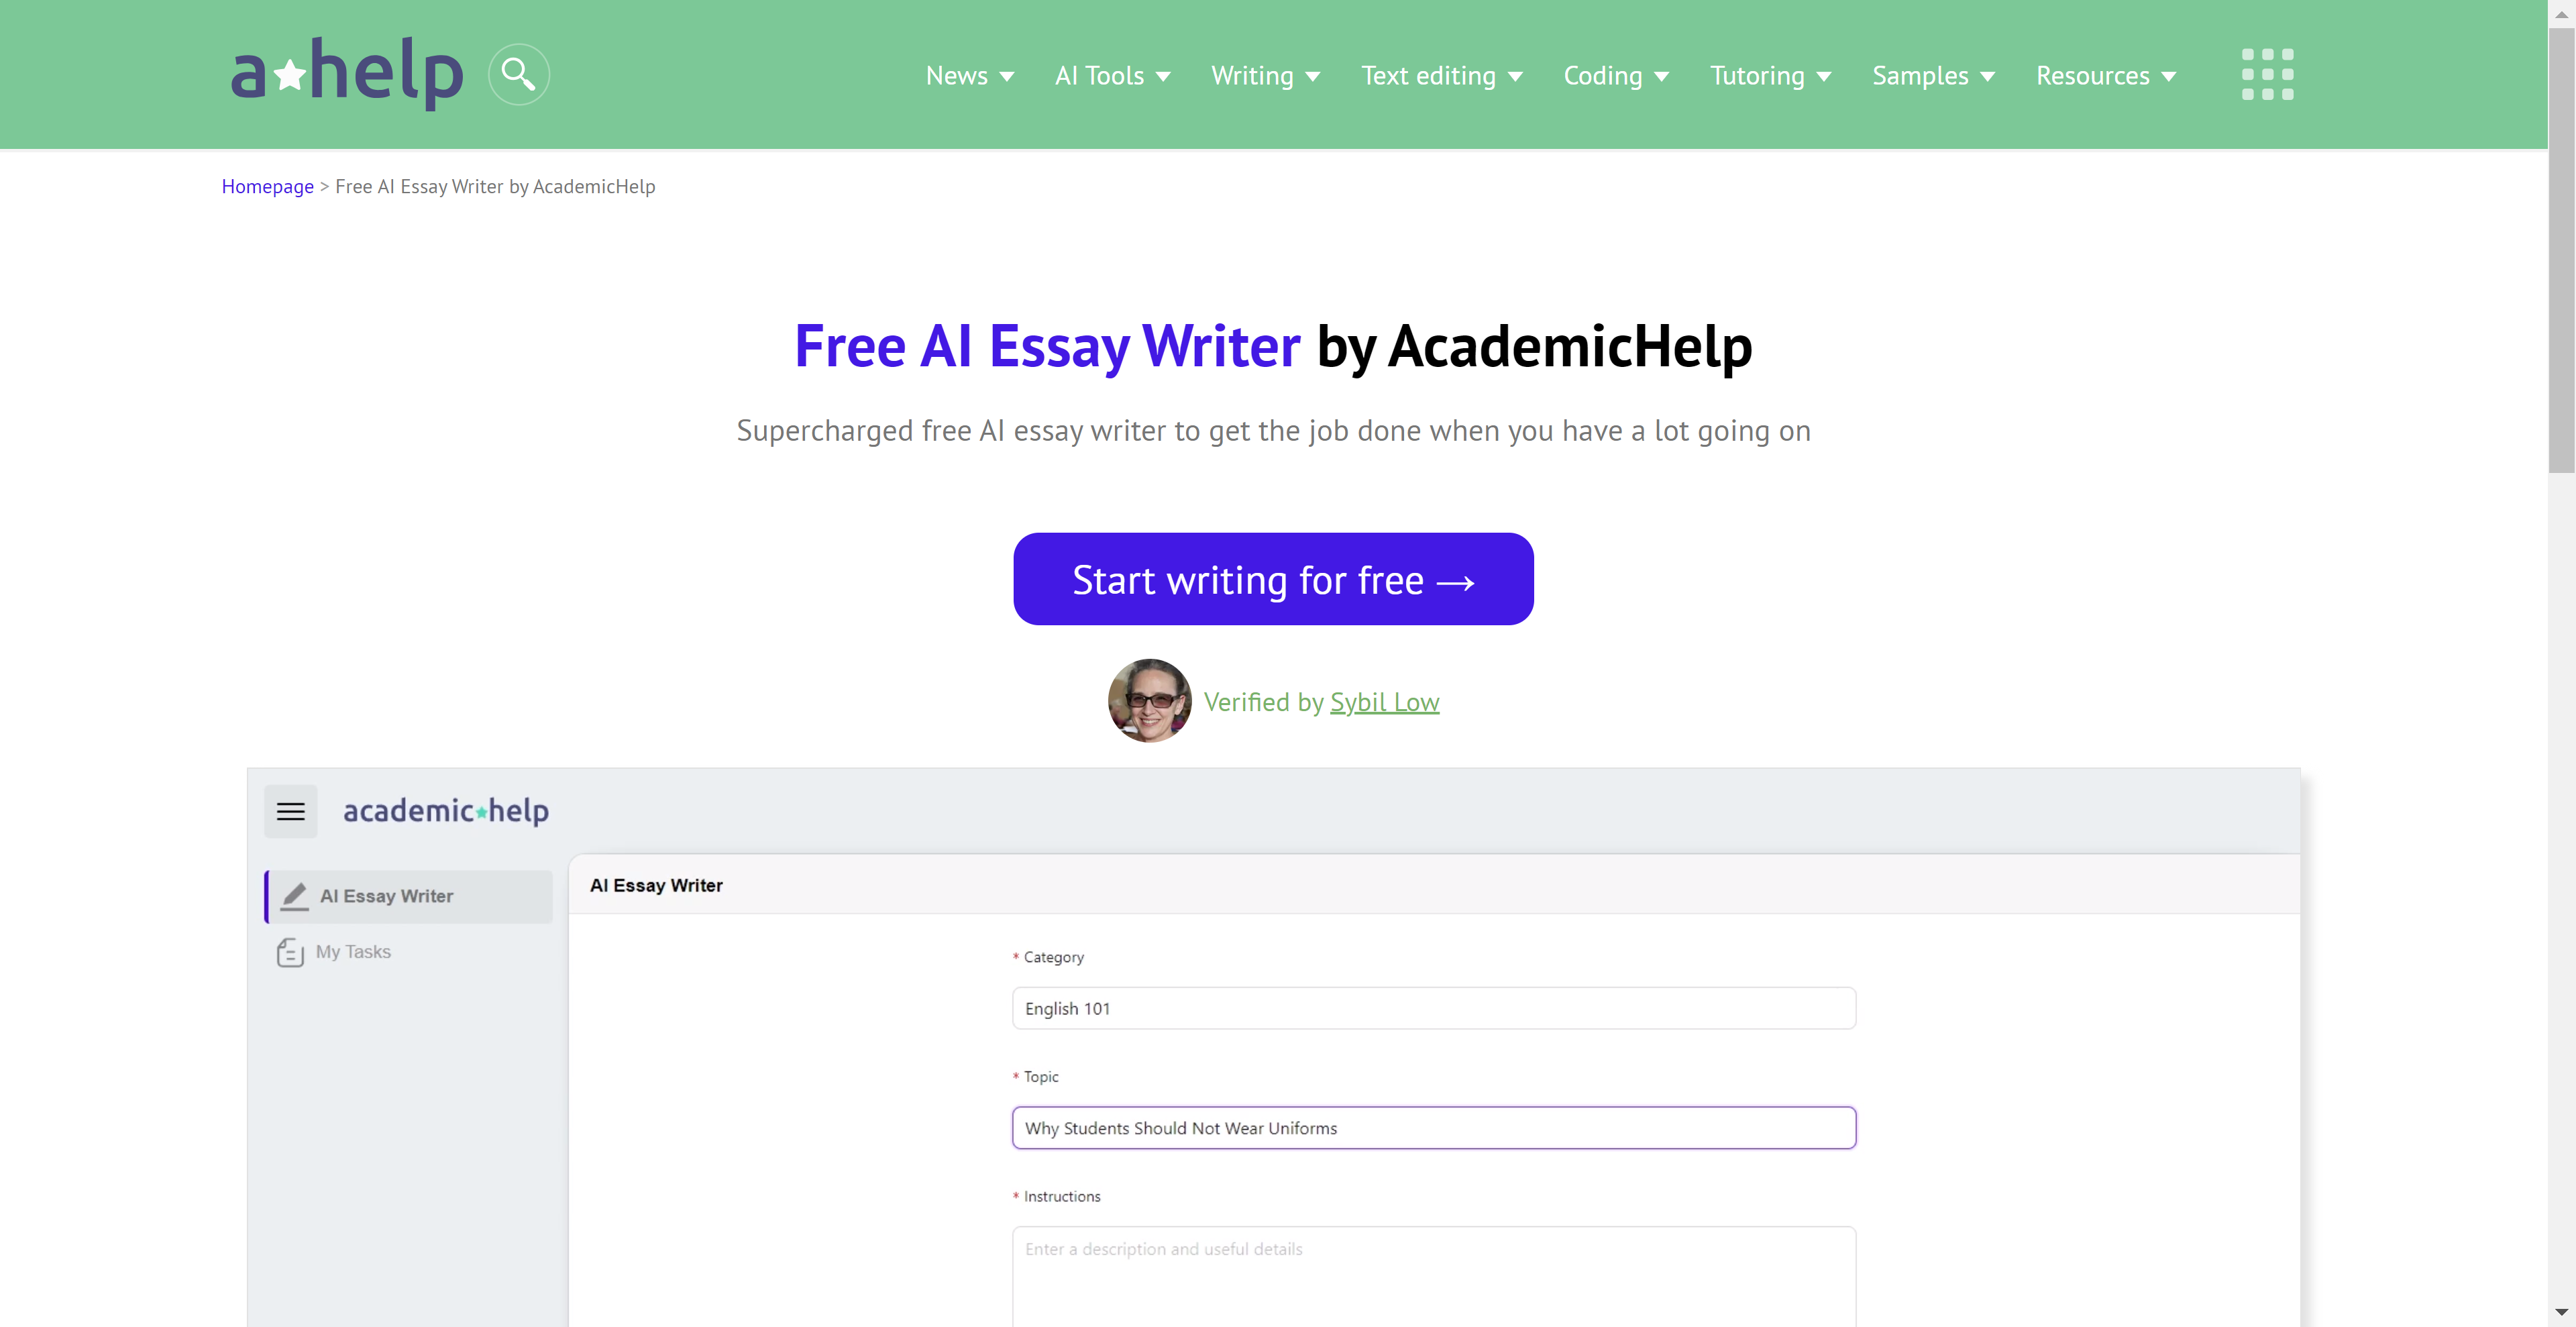 a★help
News AI Tools Writing Text editing Coding Tutoring Samples Resources
Homepage > Free AI Essay Writer by AcademicHelp
Free AI Essay Writer by AcademicHelp
Supercharged free AI essay writer to get the job done when you have a lot going on
Start writing for free →
Verified by Sybil Low
academic★help
AI Essay Writer
My Tasks
AI Essay Writer
* Category
English 101
* Topic
Why Students Should Not Wear Uniforms
* Instructions
Enter a description and useful details